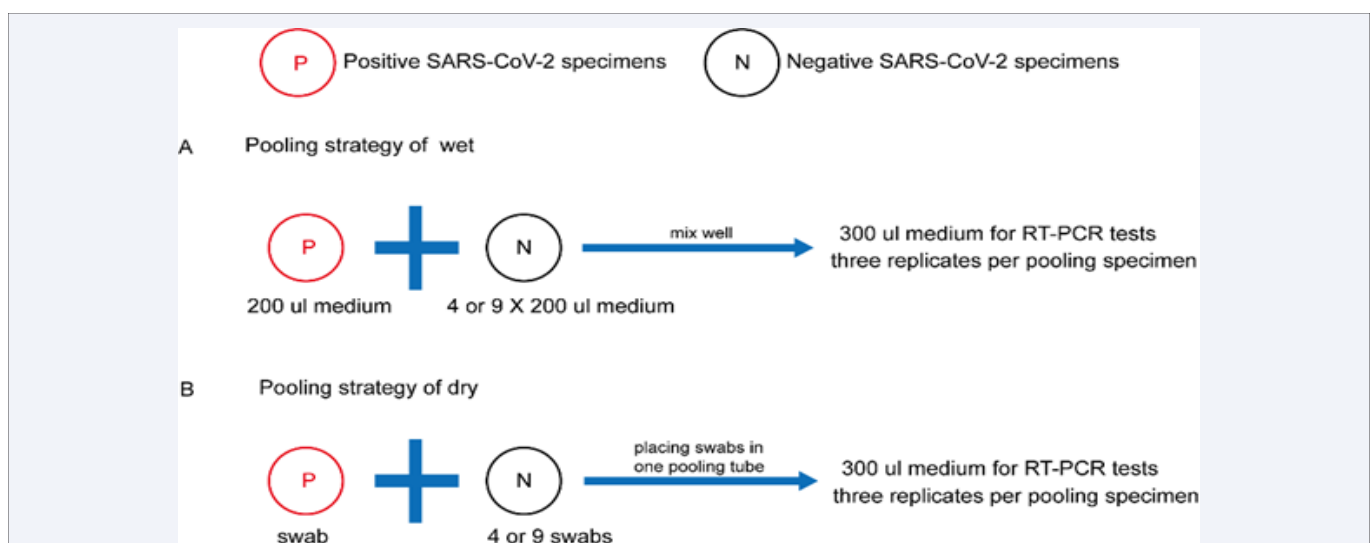 P Positive SARS-CoV-2 specimens N Negative SARS-CoV-2 specimens
A Pooling strategy of wet
P N mix well 300 ul medium for RT-PCR tests
three replicates per pooling specimen
200 ul medium 4 or 9 X 200 ul medium
B Pooling strategy of dry
placing swabs in
one pooling tube
P N 300 ul medium for RT-PCR tests
three replicates per pooling specimen
swab 4 or 9 swabs